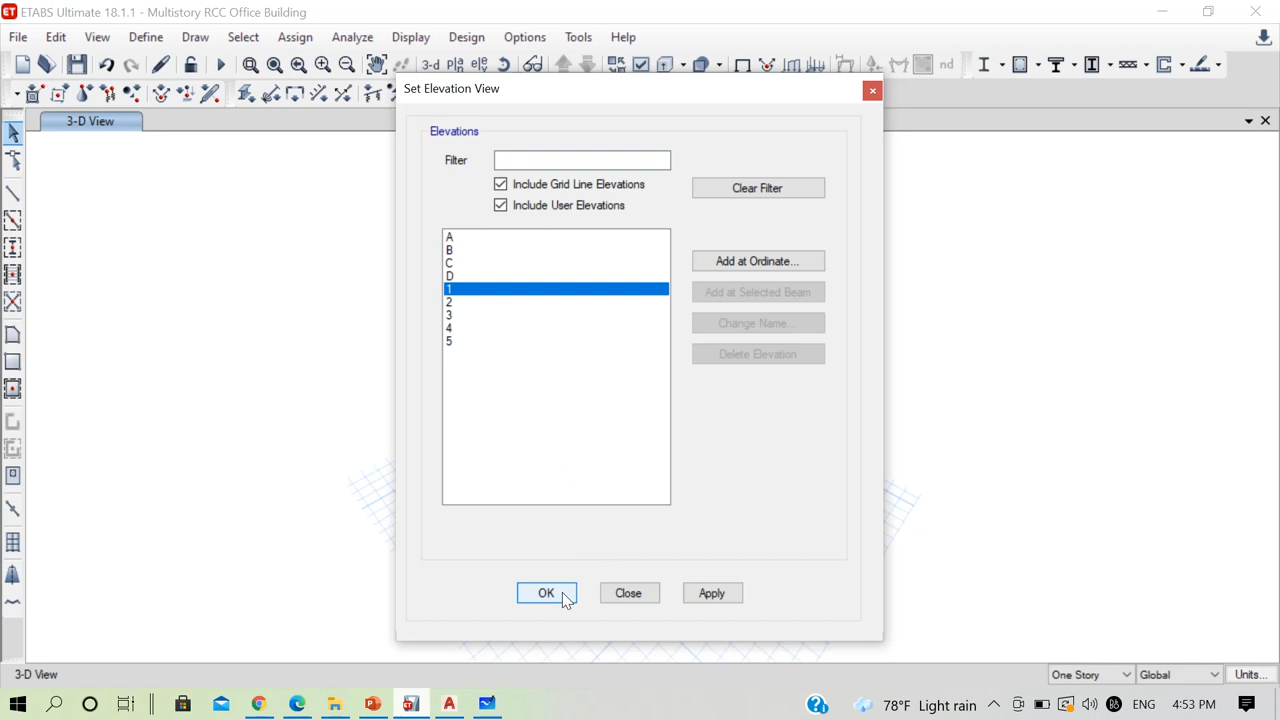 ET ETABS Ultimate 18.1.1 - Multistory RCC Office Building
File Edit View Define Draw Select Assign Analyze Display Design Options Tools Help
3-d plan ele nd
3-D View
Set Elevation View
Elevations
Filter
Include Grid Line Elevations
Include User Elevations
Clear Filter
A
B
C
D
1
2
3
4
5
Add at Ordinate...
Add at Selected Beam
Change Name...
Delete Elevation
OK Close Apply
3-D View One Story Global Units...
78°F Light rain ENG 4:53 PM